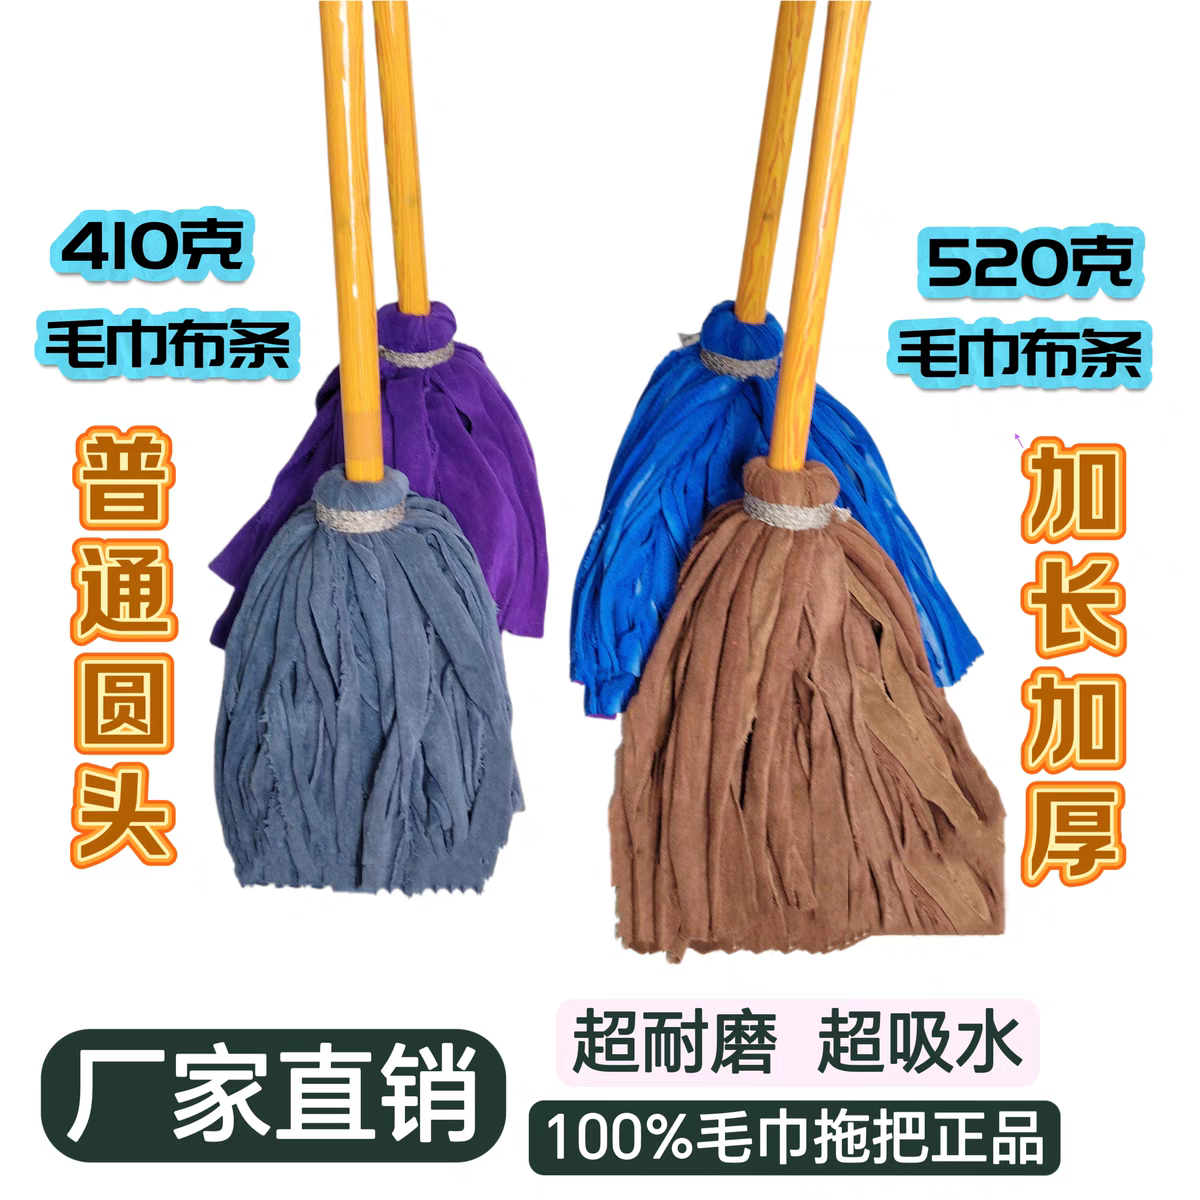 410克
毛巾布条
普通圆头
520克
毛巾布条
加长加厚
厂家直销
超耐磨 超吸水
100%毛巾拖把正品